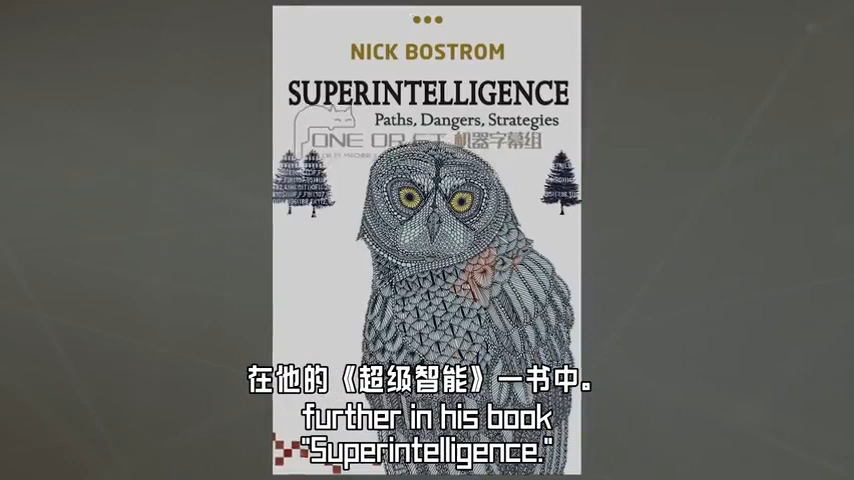 NICK BOSTROM
SUPERINTELLIGENCE
Paths, Dangers, Strategies
机器字幕组
在他的《超级智能》一书中。
further in his book
"Superintelligence."